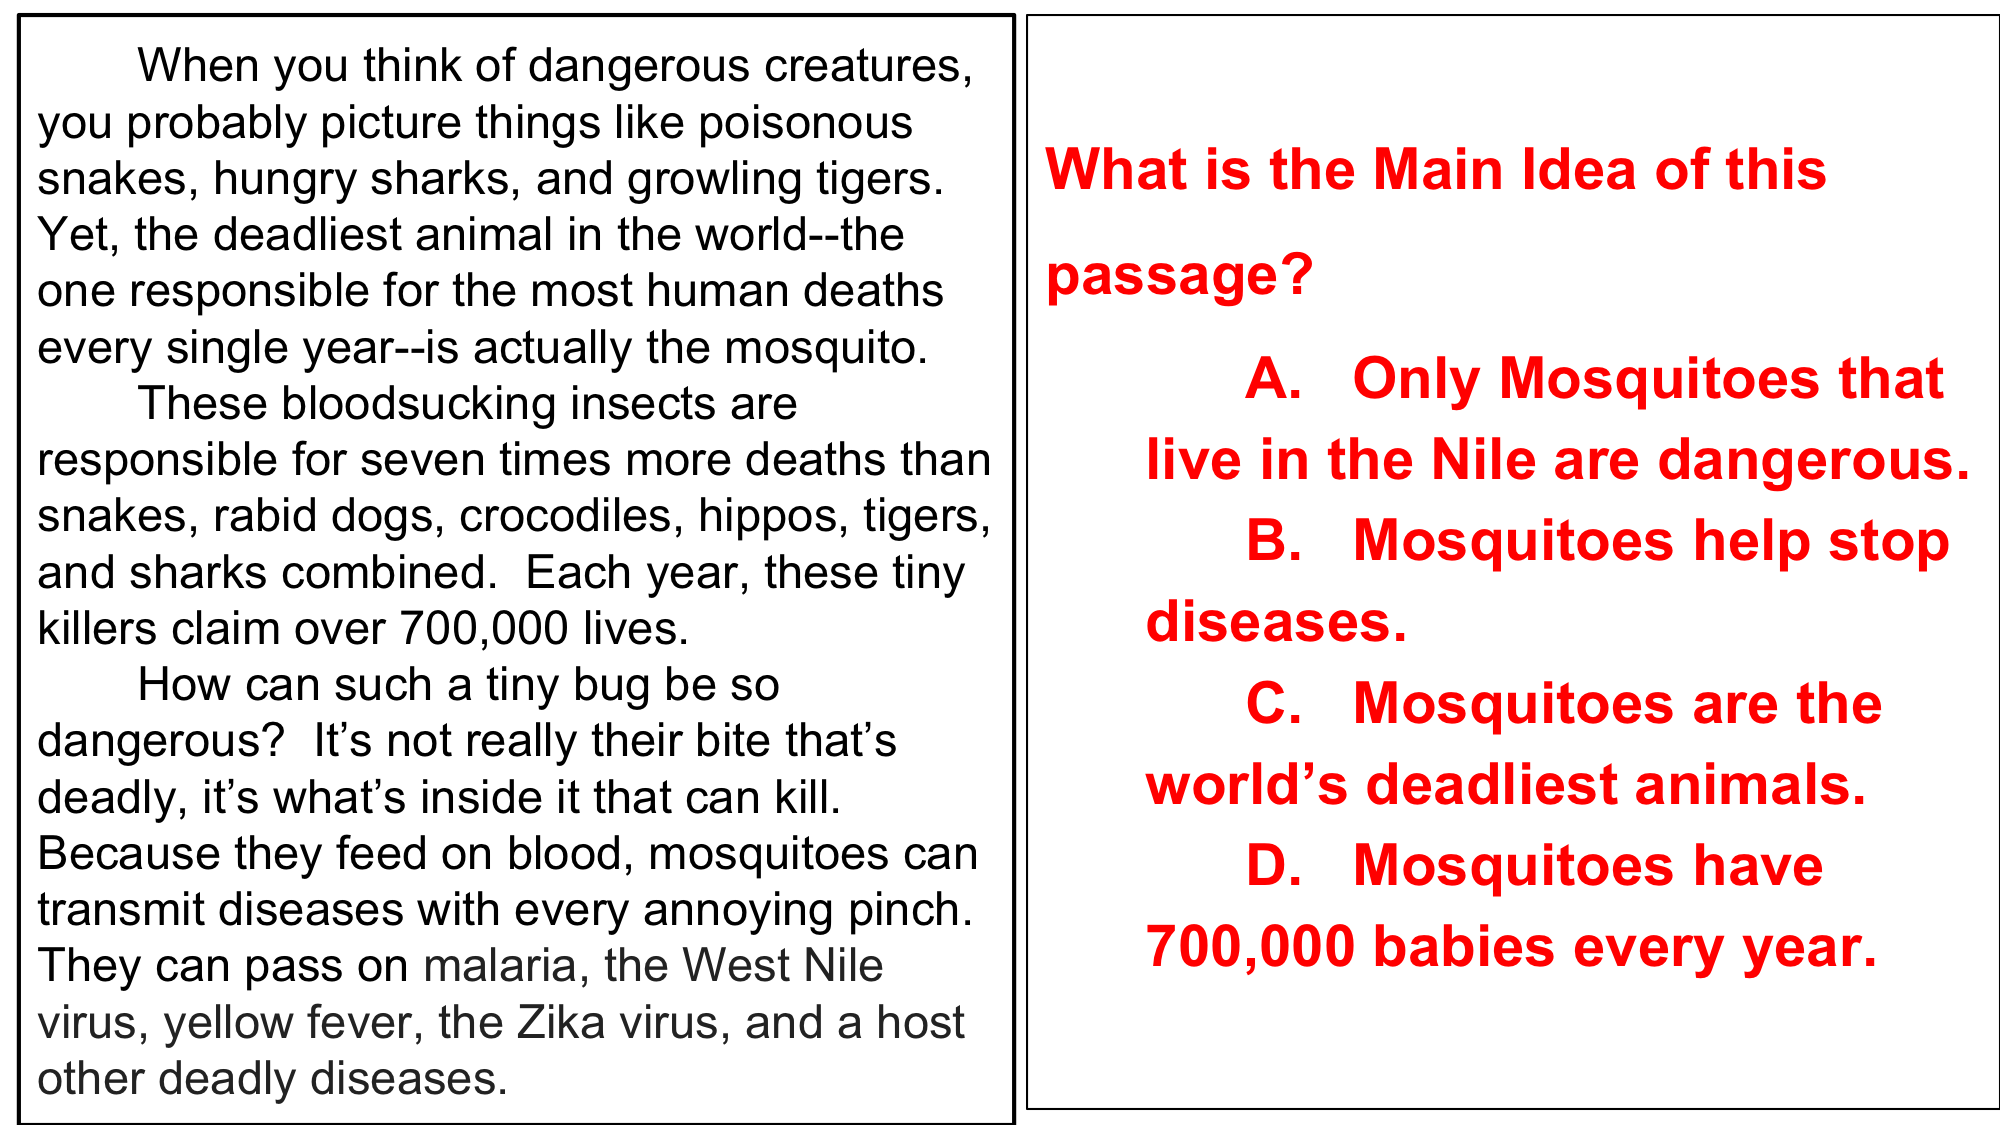 When you think of dangerous creatures,
you probably picture things like poisonous
snakes, hungry sharks, and growling tigers.
Yet, the deadliest animal in the world--the
one responsible for the most human deaths
every single year--is actually the mosquito.
These bloodsucking insects are
responsible for seven times more deaths than
snakes, rabid dogs, crocodiles, hippos, tigers,
and sharks combined.  Each year, these tiny
killers claim over 700,000 lives.
How can such a tiny bug be so
dangerous?  It’s not really their bite that’s
deadly, it’s what’s inside it that can kill.
Because they feed on blood, mosquitoes can
transmit diseases with every annoying pinch.
They can pass on malaria, the West Nile
virus, yellow fever, the Zika virus, and a host
other deadly diseases.
What is the Main Idea of this
passage?
A. Only Mosquitoes that
live in the Nile are dangerous.
B. Mosquitoes help stop
diseases.
C. Mosquitoes are the
world’s deadliest animals.
D. Mosquitoes have
700,000 babies every year.